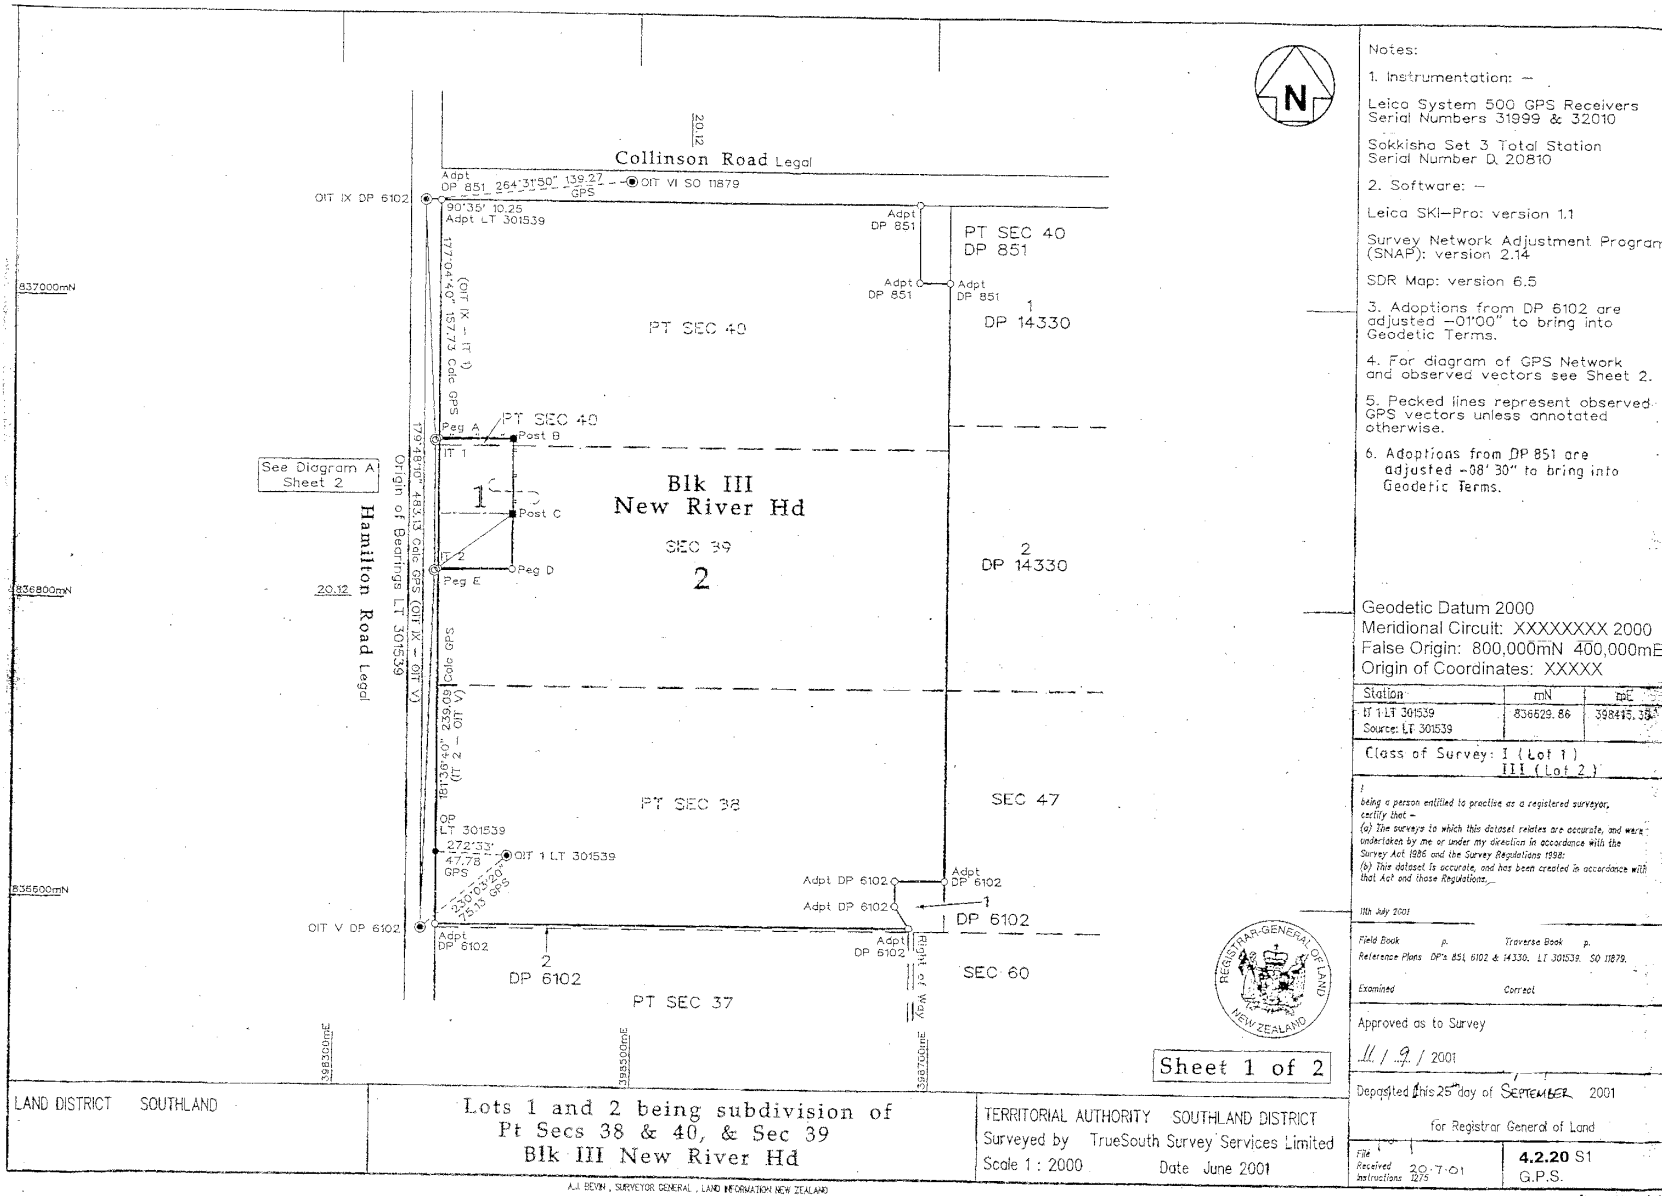 20.12
Collinson Road Legal
Adpt
DP 851 264°31'50" 139.27
GPS
OIT VI SO 11879
OIT IX DP 6102
90°35' 10.25
Adpt LT 301539
Adpt
DP 851
PT SEC 40
DP 851
Adpt
DP 851
Adpt
DP 851
1
DP 14330
837000mN
177°04'40" 157.73 Calc GPS
(OIT IX - IT 1)
PT SEC 40
PT SEC 40
Peg A
Post B
IT 1
See Diagram A
Sheet 2
179°48'10" 483.13 Calc GPS (OIT IX - OIT V)
Origin of Bearings LT 301539
1
Post C
Blk III
New River Hd
SEC 39
2
2
DP 14330
IT 2
Peg E
Peg D
Hamilton Road Legal
20.12
836800mN
181°36'40" 239.09 Calc GPS
(IT 2 - OIT V)
PT SEC 38
SEC 47
OP
LT 301539
272°33'
47.78
GPS
OIT 1 LT 301539
230°03'20"
75.13 GPS
836600mN
OIT V DP 6102
Adpt
DP 6102
Adpt DP 6102
Adpt
DP 6102
Adpt DP 6102
1
DP 6102
Adpt
DP 6102
2
DP 6102
Right of Way
SEC 60
PT SEC 37
398300mE
398500mE
398700mE
N
REGISTRAR-GENERAL OF LAND
NEW ZEALAND
Sheet 1 of 2
Notes:
1. Instrumentation: -
Leica System 500 GPS Receivers
Serial Numbers 31999 & 32010
Sokkisha Set 3 Total Station
Serial Number D. 20810
2. Software: -
Leica SKI-Pro: version 1.1
Survey Network Adjustment Program
(SNAP): version 2.14
SDR Map: version 6.5
3. Adoptions from DP 6102 are
adjusted -01'00" to bring into
Geodetic Terms.
4. For diagram of GPS Network
and observed vectors see Sheet 2.
5. Pecked lines represent observed
GPS vectors unless annotated
otherwise.
6. Adoptions from DP 851 are
adjusted -08' 30" to bring into
Geodetic Terms.
Geodetic Datum 2000
Meridional Circuit: XXXXXXXX 2000
False Origin: 800,000mN 400,000mE
Origin of Coordinates: XXXXX
Station mN mE
IT 1 LT 301539 836629.86
Source: LT 301539
Class of Survey: I (Lot 1)
III (Lot 2)
I
being a person entitled to practise as a registered surveyor,
certify that -
(a) The surveys to which this dataset relates are accurate, and were
undertaken by me or under my direction in accordance with the
Survey Act 1986 and the Survey Regulations 1998;
(b) This dataset is accurate, and has been created in accordance with
that Act and those Regulations.
11th July 2001
Field Book p. Traverse Book p.
Reference Plans DP's 851, 6102 & 14330. LT 301539. SO 11879.
Examined Correct
Approved as to Survey
11 / 9 / 2001
Deposited this 25th day of SEPTEMBER 2001
for Registrar General of Land
File
Received 20-7-01
Instructions 1275
4.2.20 S1
G.P.S.
LAND DISTRICT SOUTHLAND
Lots 1 and 2 being subdivision of
Pt Secs 38 & 40, & Sec 39
Blk III New River Hd
TERRITORIAL AUTHORITY SOUTHLAND DISTRICT
Surveyed by TrueSouth Survey Services Limited
Scale 1 : 2000 Date June 2001
A.J. BEVIN, SURVEYOR GENERAL, LAND INFORMATION NEW ZEALAND